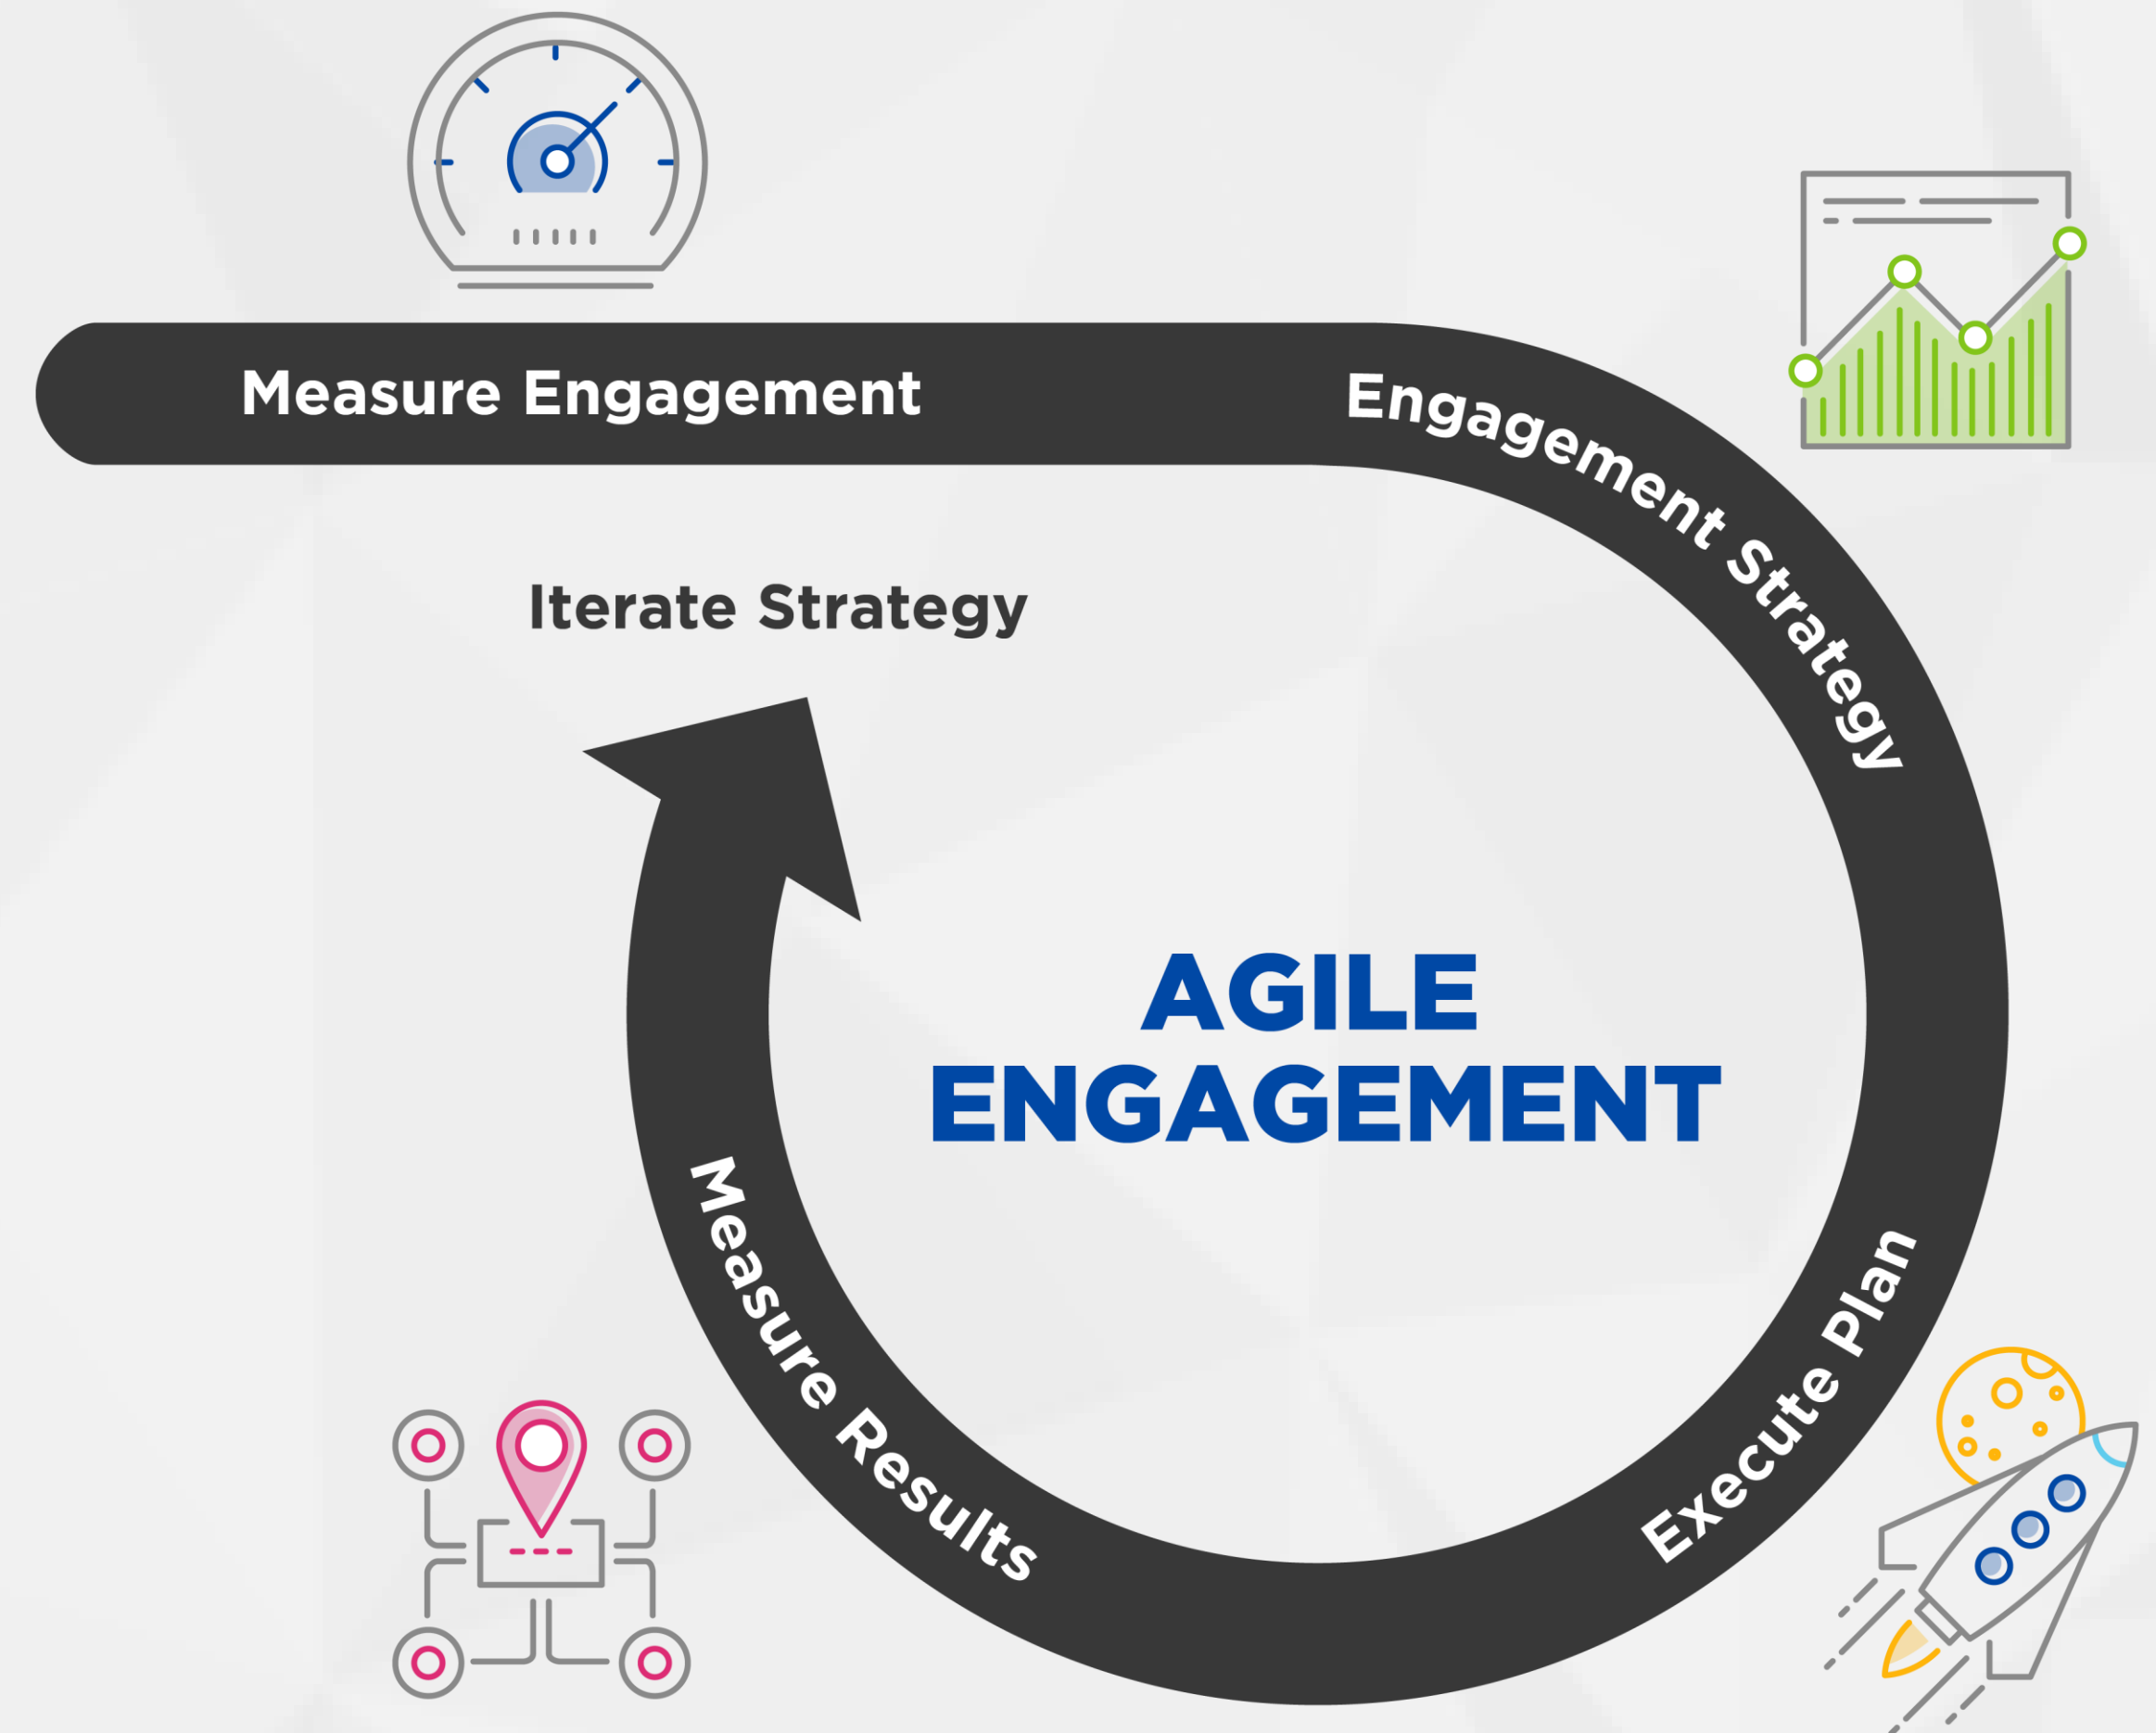 Measure Engagement
Engagement Strategy
Iterate Strategy
AGILE
ENGAGEMENT
Execute Plan
Measure Results